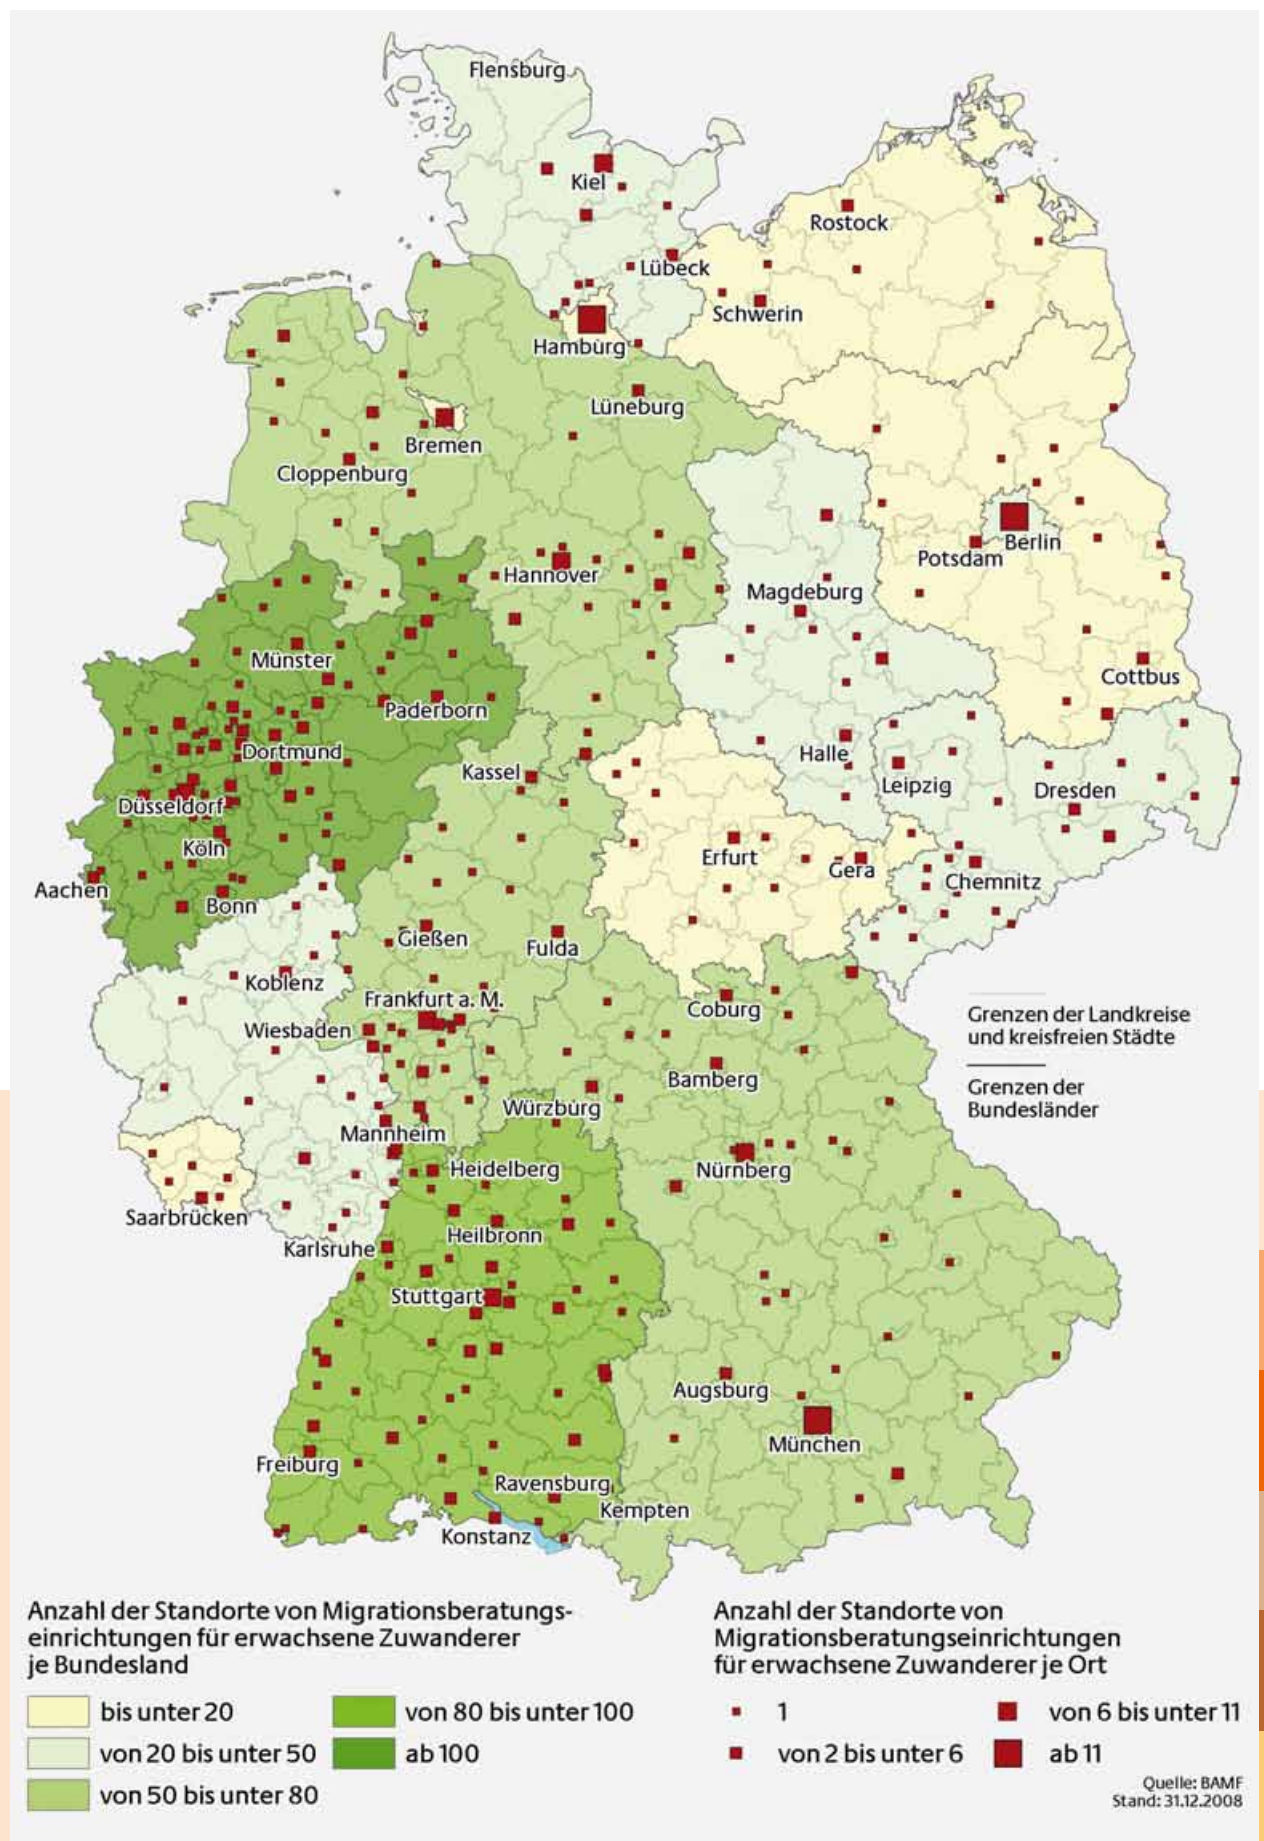 Flensburg
Kiel
Rostock
Lübeck
Schwerin
Hamburg
Lüneburg
Bremen
Cloppenburg
Berlin
Potsdam
Hannover
Magdeburg
Münster
Cottbus
Paderborn
Dortmund
Halle
Kassel
Leipzig
Dresden
Düsseldorf
Köln
Erfurt
Gera
Chemnitz
Aachen
Bonn
Gießen
Fulda
Koblenz
Frankfurt a. M.
Coburg
Wiesbaden
Grenzen der Landkreise
und kreisfreien Städte
Bamberg
Grenzen der
Bundesländer
Würzburg
Mannheim
Heidelberg
Nürnberg
Saarbrücken
Heilbronn
Karlsruhe
Stuttgart
Augsburg
München
Freiburg
Ravensburg
Kempten
Konstanz
Anzahl der Standorte von Migrationsberatungs-
einrichtungen für erwachsene Zuwanderer
je Bundesland
bis unter 20
von 20 bis unter 50
von 50 bis unter 80
von 80 bis unter 100
ab 100
Anzahl der Standorte von
Migrationsberatungseinrichtungen
für erwachsene Zuwanderer je Ort
1
von 2 bis unter 6
von 6 bis unter 11
ab 11
Quelle: BAMF
Stand: 31.12.2008